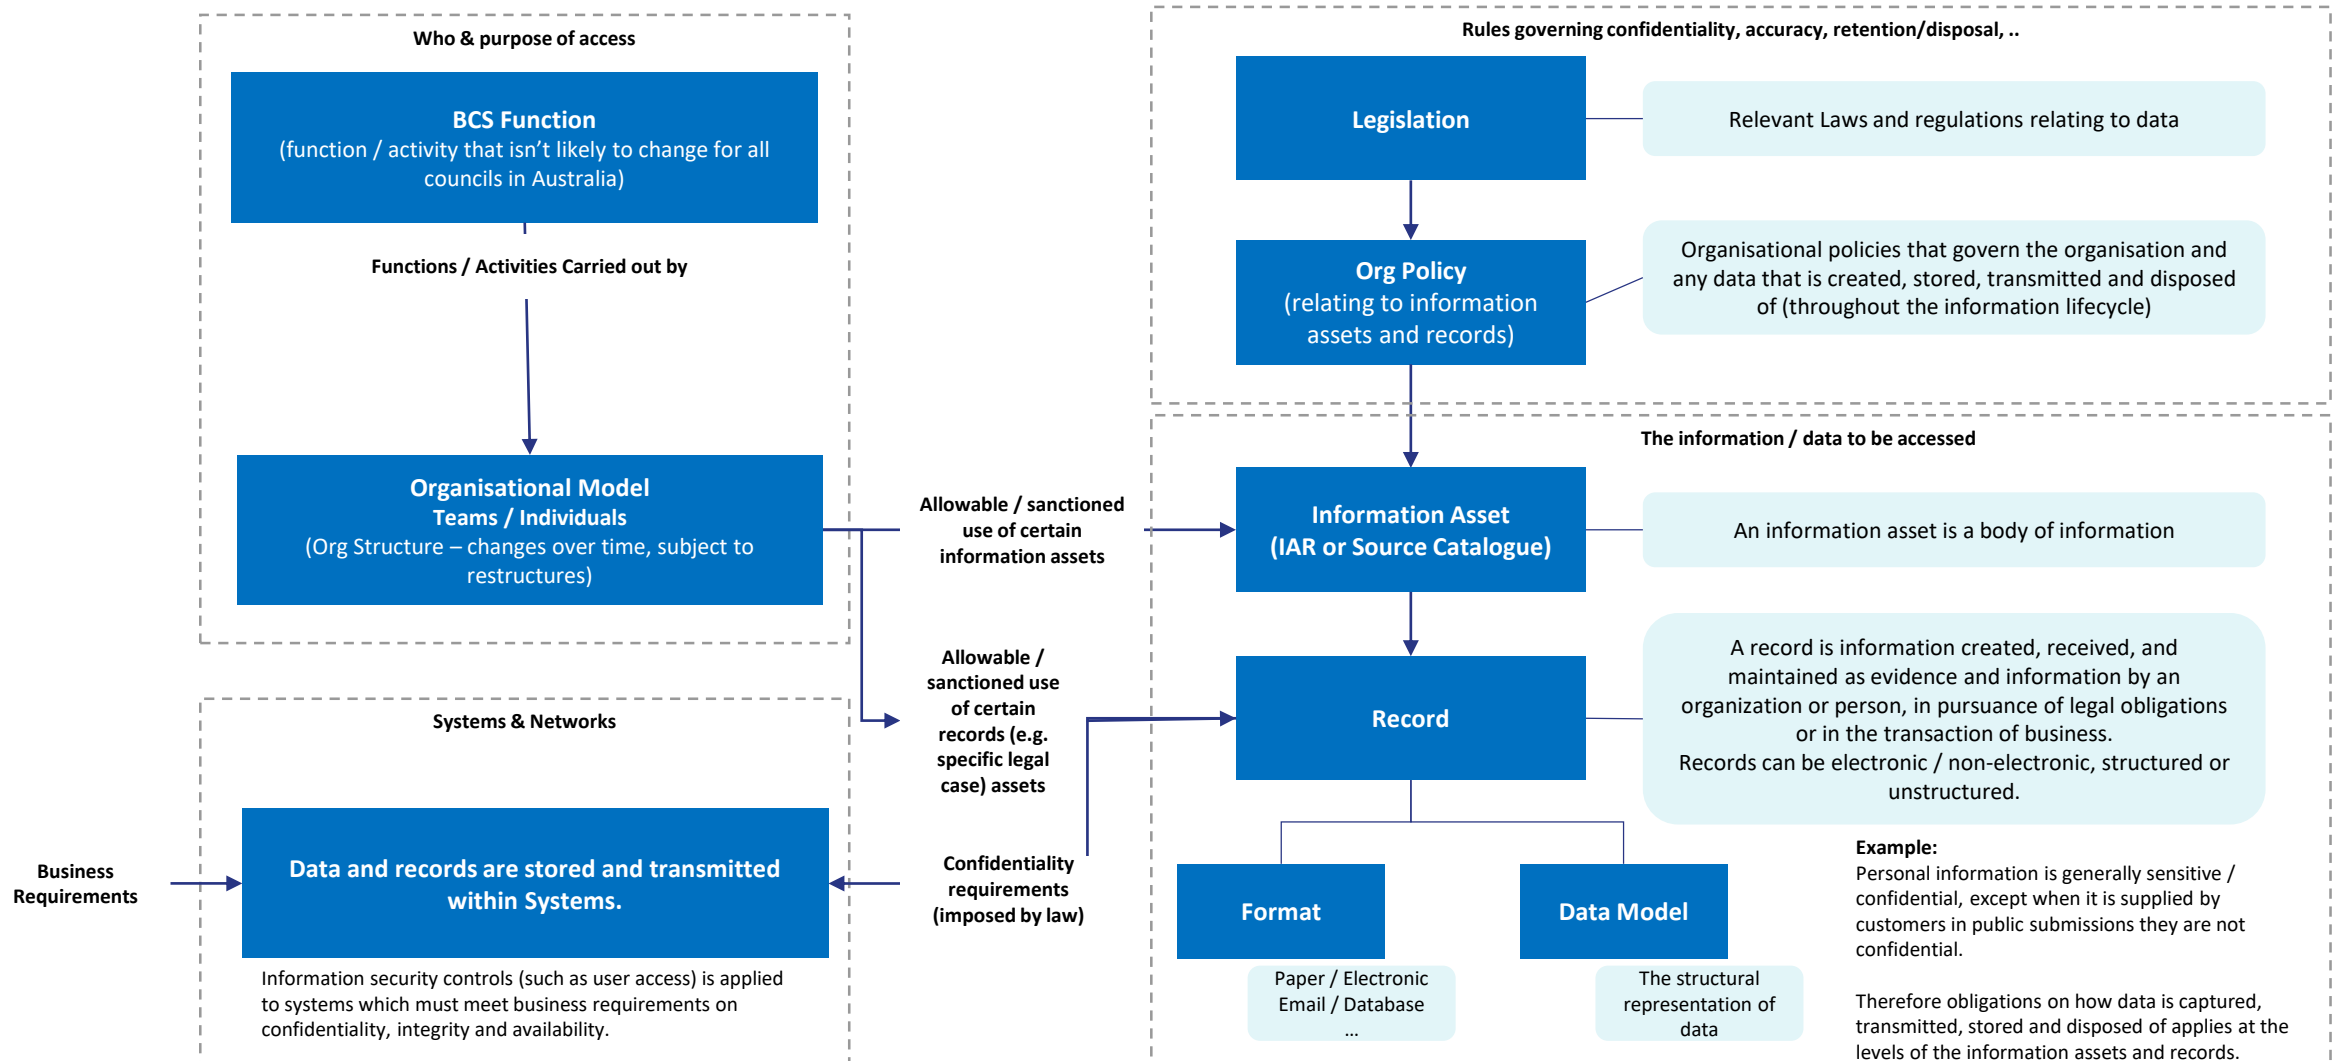 Who & purpose of access
BCS Function
(function / activity that isn't likely to change for all
councils in Australia)
Functions / Activities Carried out by
Organisational Model
Teams / Individuals
(Org Structure – changes over time, subject to
restructures)
Systems & Networks
Business
Requirements
Data and records are stored and transmitted
within Systems.
Information security controls (such as user access) is applied
to systems which must meet business requirements on
confidentiality, integrity and availability.
Allowable / sanctioned
use of certain
information assets
Allowable /
sanctioned use
of certain
records (e.g.
specific legal
case) assets
Confidentiality
requirements
(imposed by law)
Rules governing confidentiality, accuracy, retention/disposal, ..
Legislation
Relevant Laws and regulations relating to data
Org Policy
(relating to information
assets and records)
Organisational policies that govern the organisation and
any data that is created, stored, transmitted and disposed
of (throughout the information lifecycle)
The information / data to be accessed
Information Asset
(IAR or Source Catalogue)
An information asset is a body of information
Record
A record is information created, received, and
maintained as evidence and information by an
organization or person, in pursuance of legal obligations
or in the transaction of business.
Records can be electronic / non-electronic, structured or
unstructured.
Format
Paper / Electronic
Email / Database
...
Data Model
The structural
representation of
data
Example:
Personal information is generally sensitive /
confidential, except when it is supplied by
customers in public submissions they are not
confidential.
Therefore obligations on how data is captured,
transmitted, stored and disposed of applies at the
levels of the information assets and records.